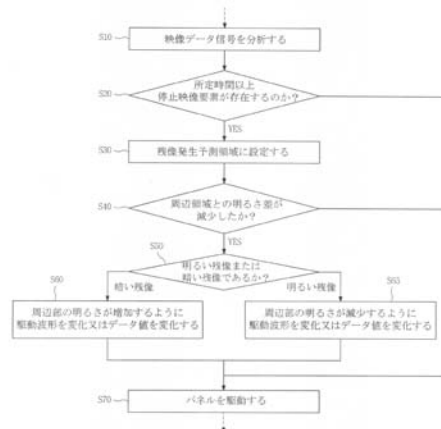 S10
映像データ信号を分析する
S20
所定時間以上
停止映像要素が存在するのか?
YES
S30
残像発生予測領域に設定する
S40
周辺領域との明るさ差が
減少したか?
YES
S50
明るい残像または
暗い残像であるか?
暗い残像
明るい残像
S60
周辺部の明るさが増加するように
駆動波形を変化又はデータ値を変化する
S63
周辺部の明るさが減少するように
駆動波形を変化又はデータ値を変化する
S70
パネルを駆動する